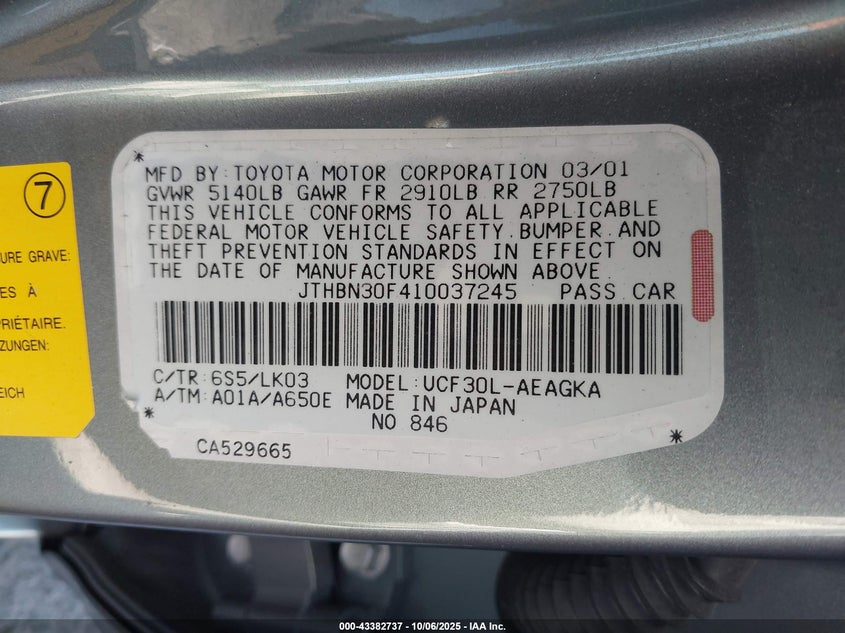 7
URE GRAVE:
ES À
PRIÉTAIRE.
ZUNGEN:
EICH
MFD BY: TOYOTA MOTOR CORPORATION 03/01
GVWR 5140LB GAWR FR 2910LB RR 2750LB
THIS VEHICLE CONFORMS TO ALL APPLICABLE
FEDERAL MOTOR VEHICLE SAFETY, BUMPER AND
THEFT PREVENTION STANDARDS IN EFFECT ON
THE DATE OF MANUFACTURE SHOWN ABOVE.
JTHBN30F410037245 PASS CAR
C/TR: 6S5/LK03 MODEL: UCF30L-AEAGKA
A/TM: A01A/A650E MADE IN JAPAN
NO 846
CA529665
000-43382737 - 10/06/2025 - IAA Inc.